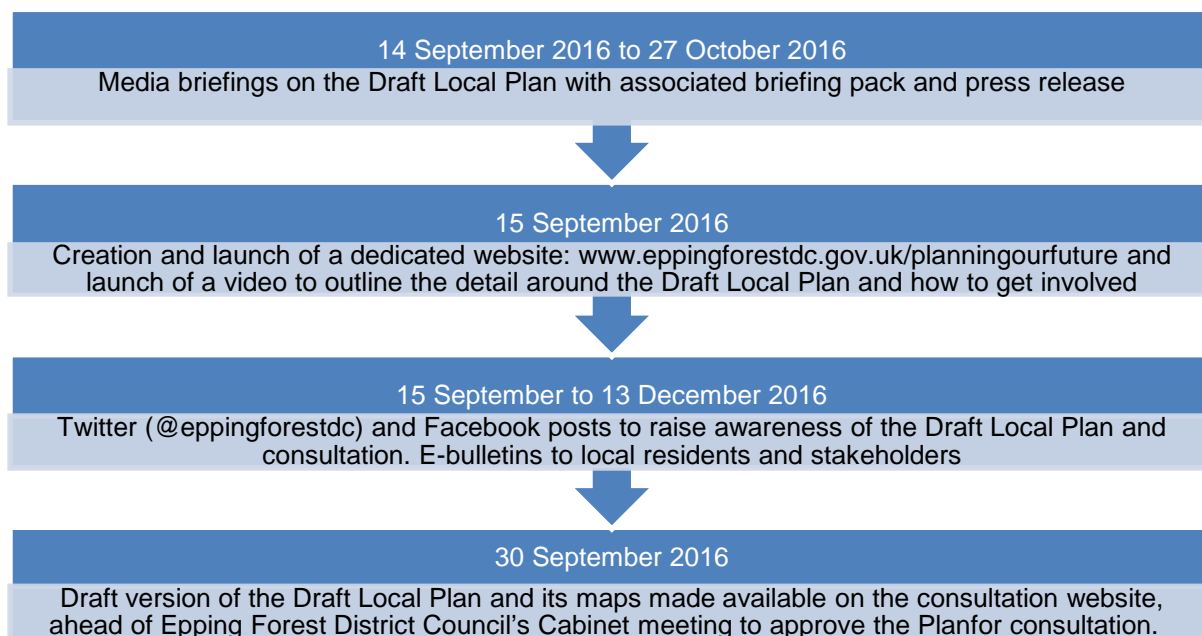 14 September 2016 to 27 October 2016
Media briefings on the Draft Local Plan with associated briefing pack and press release
15 September 2016
Creation and launch of a dedicated website: www.eppingforestdc.gov.uk/planningourfuture and
launch of a video to outline the detail around the Draft Local Plan and how to get involved
15 September to 13 December 2016
Twitter (@eppingforestdc) and Facebook posts to raise awareness of the Draft Local Plan and
consultation. E-bulletins to local residents and stakeholders
30 September 2016
Draft version of the Draft Local Plan and its maps made available on the consultation website,
ahead of Epping Forest District Council's Cabinet meeting to approve the Planfor consultation.